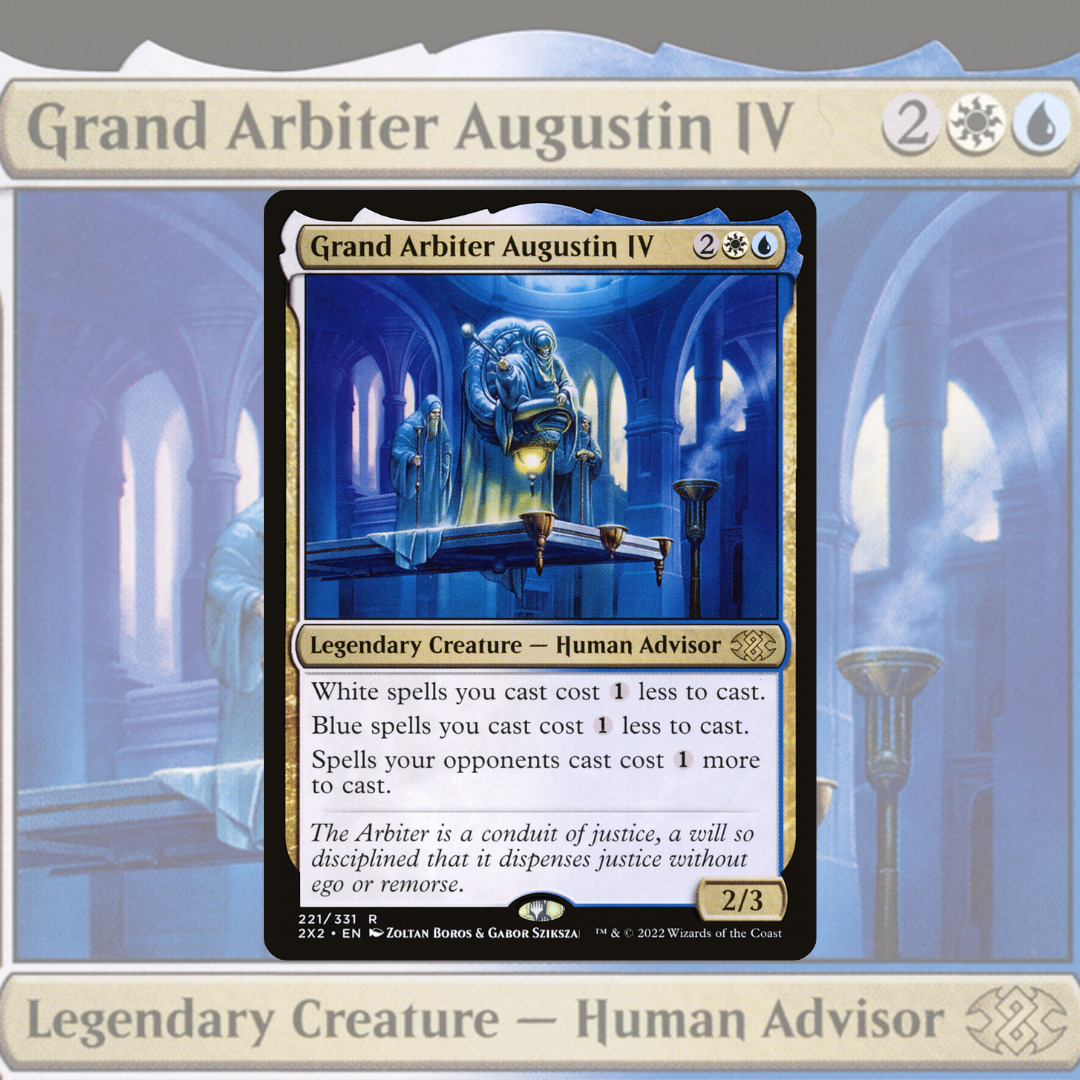 Grand Arbiter Augustin IV 2
Grand Arbiter Augustin IV 2
Legendary Creature — Human Advisor
White spells you cast cost 1 less to cast.
Blue spells you cast cost 1 less to cast.
Spells your opponents cast cost 1 more
to cast.
The Arbiter is a conduit of justice, a will so
disciplined that it dispenses justice without
ego or remorse.
2/3
221/331 R
2X2 • EN Zoltan Boros & Gabor Sziksza ™ & © 2022 Wizards of the Coast
Legendary Creature — Human Advisor